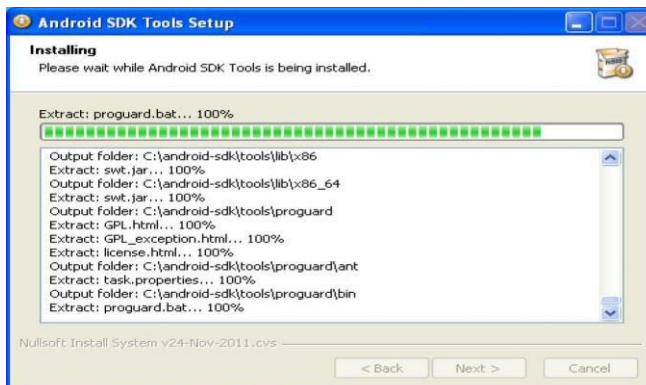 Android SDK Tools Setup
Installing
Please wait while Android SDK Tools is being installed.
Extract: proguard.bat... 100%
Output folder: C:\android-sdk\tools\lib\x86
Extract: swt.jar... 100%
Output folder: C:\android-sdk\tools\lib\x86_64
Extract: swt.jar... 100%
Output folder: C:\android-sdk\tools\proguard
Extract: GPL.html... 100%
Extract: GPL_exception.html... 100%
Extract: license.html... 100%
Output folder: C:\android-sdk\tools\proguard\ant
Extract: task.properties... 100%
Output folder: C:\android-sdk\tools\proguard\bin
Extract: proguard.bat... 100%
Nullsoft Install System v24-Nov-2011.cvs
< Back
Next >
Cancel